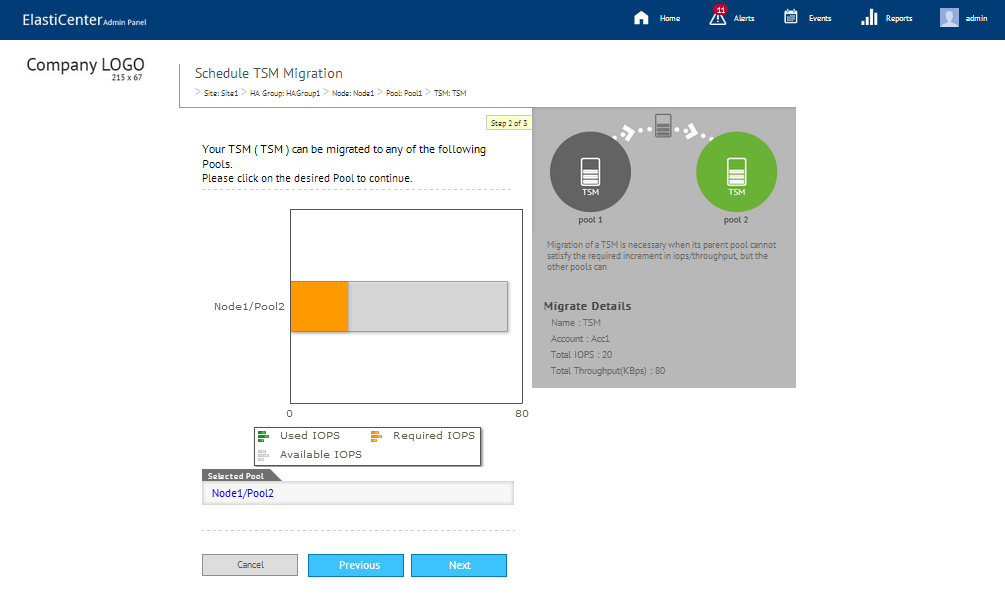 ElastiCenter Admin Panel
Home
11
Alerts
Events
Reports
admin
Company LOGO
215 x 67
Schedule TSM Migration
> Site: Site1 > HA Group: HAGroup1 > Node: Node1 > Pool: Pool1 > TSM: TSM
Step 2 of 3
Your TSM ( TSM ) can be migrated to any of the following
Pools.
Please click on the desired Pool to continue.
Node1/Pool2
0
80
Used IOPS
Required IOPS
Available IOPS
Selected Pool
Node1/Pool2
Cancel
Previous
Next
TSM
TSM
pool 1
pool 2
Migration of a TSM is necessary when its parent pool cannot
satisfy the required increment in iops/throughput, but the
other pools can
Migrate Details
Name : TSM
Account : Acc1
Total IOPS : 20
Total Throughput(KBps) : 80